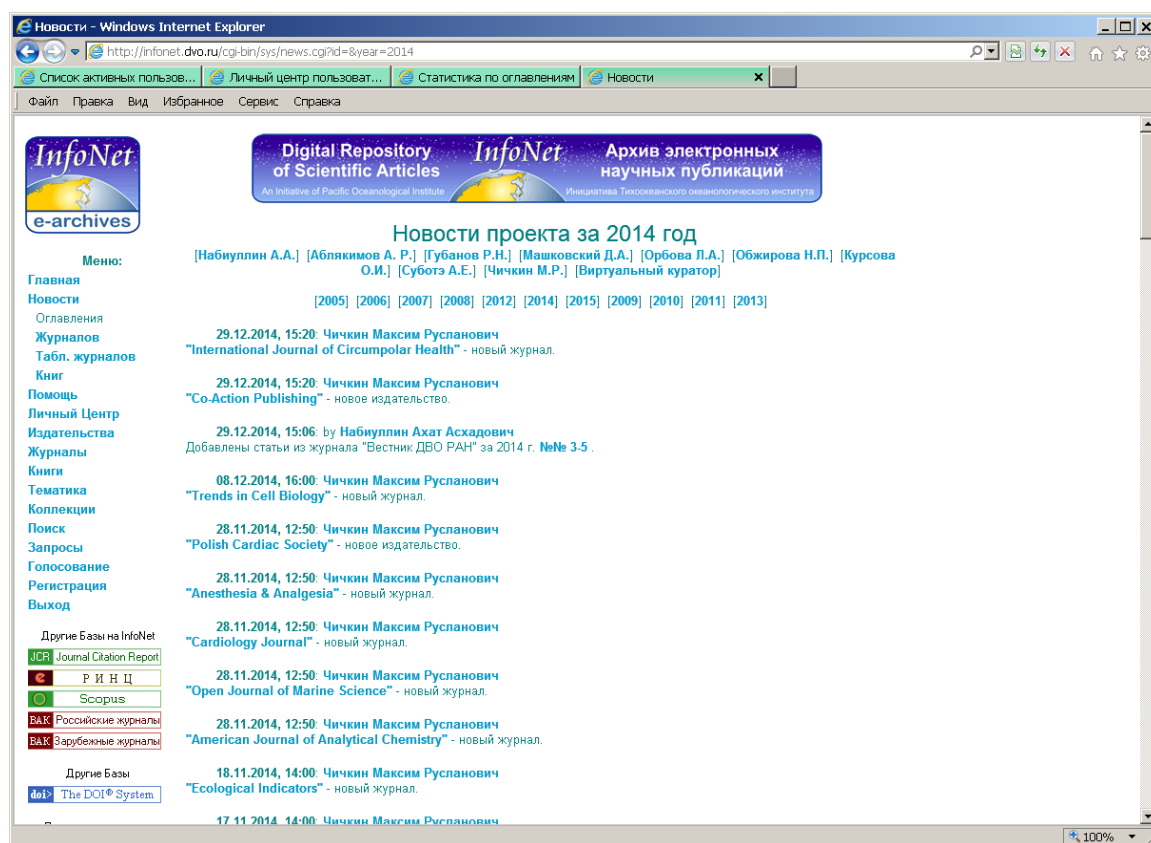 Новости - Windows Internet Explorer
http://infonet.dvo.ru/cgi-bin/sys/news.cgi?id=&year=2014
Список активных пользов... Личный центр пользоват... Статистика по оглавлениям Новости
Файл Правка Вид Избранное Сервис Справка
InfoNet
e-archives
Digital Repository
of Scientific Articles
An Initiative of Pacific Oceanological Institute
InfoNet
Архив электронных
научных публикаций
Инициатива Тихоокеанского океанологического института
Меню:
Главная
Новости
Оглавления
Журналов
Табл. журналов
Книг
Помощь
Личный Центр
Издательства
Журналы
Книги
Тематика
Коллекции
Поиск
Запросы
Голосование
Регистрация
Выход
Другие Базы на InfoNet
JCR Journal Citation Report
РИНЦ
Scopus
ВАК Российские журналы
ВАК Зарубежные журналы
Другие Базы
doi> The DOI® System
Новости проекта за 2014 год
[Набиуллин А.А.] [Аблякимов А. Р.] [Губанов Р.Н.] [Машковский Д.А.] [Орбова Л.А.] [Обжирова Н.П.] [Курсова
О.И.] [Суботэ А.Е.] [Чичкин М.Р.] [Виртуальный куратор]
[2005] [2006] [2007] [2008] [2012] [2014] [2015] [2009] [2010] [2011] [2013]
29.12.2014, 15:20: Чичкин Максим Русланович
"International Journal of Circumpolar Health" - новый журнал.
29.12.2014, 15:20: Чичкин Максим Русланович
"Co-Action Publishing" - новое издательство.
29.12.2014, 15:06: by Набиуллин Ахат Асхадович
Добавлены статьи из журнала "Вестник ДВО РАН" за 2014 г. №№ 3-5 .
08.12.2014, 16:00: Чичкин Максим Русланович
"Trends in Cell Biology" - новый журнал.
28.11.2014, 12:50: Чичкин Максим Русланович
"Polish Cardiac Society" - новое издательство.
28.11.2014, 12:50: Чичкин Максим Русланович
"Anesthesia & Analgesia" - новый журнал.
28.11.2014, 12:50: Чичкин Максим Русланович
"Cardiology Journal" - новый журнал.
28.11.2014, 12:50: Чичкин Максим Русланович
"Open Journal of Marine Science" - новый журнал.
28.11.2014, 12:50: Чичкин Максим Русланович
"American Journal of Analytical Chemistry" - новый журнал.
18.11.2014, 14:00: Чичкин Максим Русланович
"Ecological Indicators" - новый журнал.
17.11.2014, 14:00: Чичкин Максим Русланович
100%